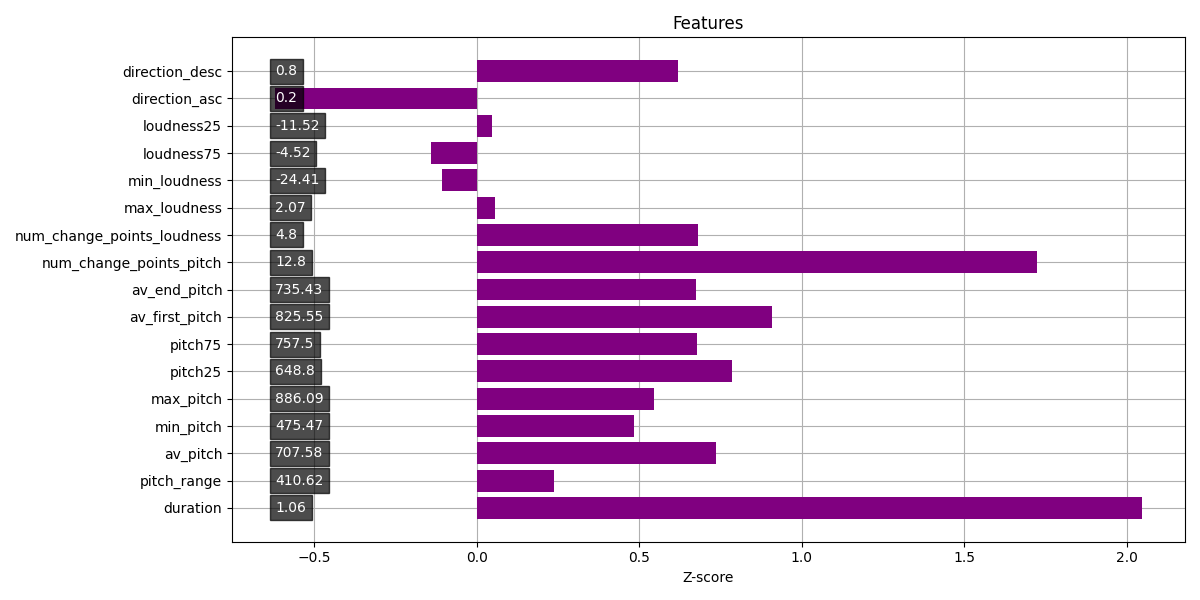 Features
direction_desc 0.8
direction_asc 0.2
loudness25 -11.52
loudness75 -4.52
min_loudness -24.41
max_loudness 2.07
num_change_points_loudness 4.8
num_change_points_pitch 12.8
av_end_pitch 735.43
av_first_pitch 825.55
pitch75 757.5
pitch25 648.8
max_pitch 886.09
min_pitch 475.47
av_pitch 707.58
pitch_range 410.62
duration 1.06
−0.5 0.0 0.5 1.0 1.5 2.0
Z-score